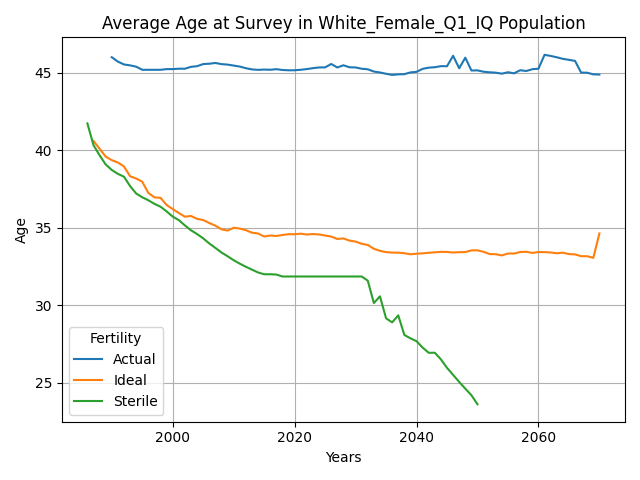 Average Age at Survey in White_Female_Q1_IQ Population
Age
45
40
35
30
25
Fertility
Actual
Ideal
Sterile
2000
2020
2040
2060
Years